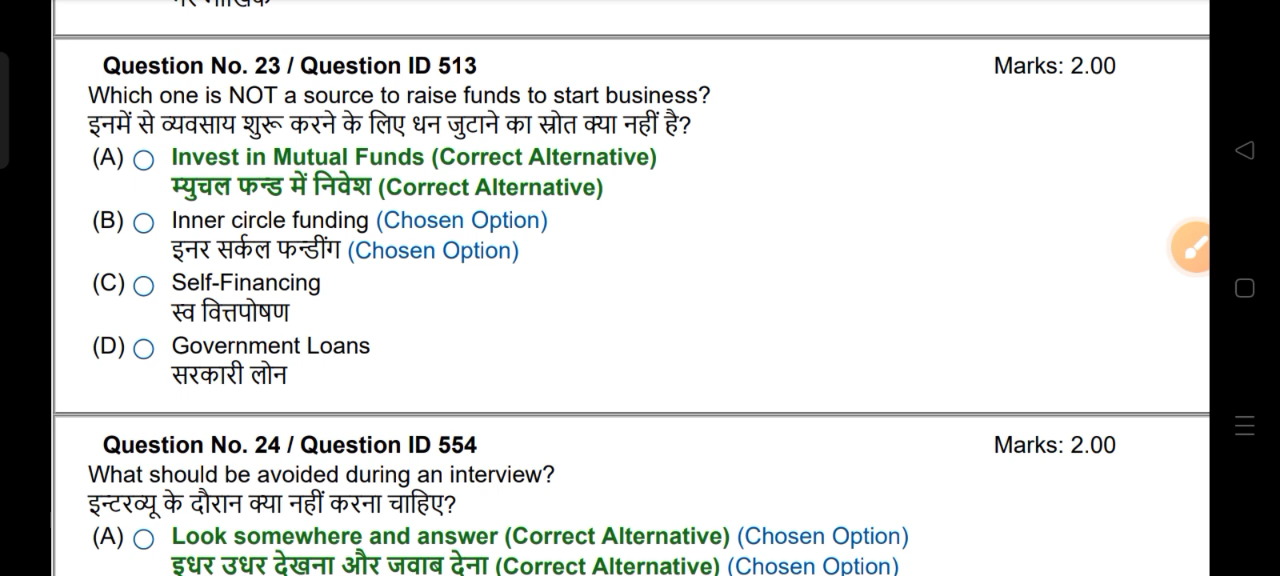 Question No. 23 / Question ID 513 Marks: 2.00
Which one is NOT a source to raise funds to start business?
इनमें से व्यवसाय शुरू करने के लिए धन जुटाने का स्रोत क्या नहीं है?
(A) Invest in Mutual Funds (Correct Alternative)
म्युचल फन्ड में निवेश (Correct Alternative)
(B) Inner circle funding (Chosen Option)
इनर सर्कल फन्डींग (Chosen Option)
(C) Self-Financing
स्व वित्तपोषण
(D) Government Loans
सरकारी लोन
Question No. 24 / Question ID 554 Marks: 2.00
What should be avoided during an interview?
इन्टरव्यू के दौरान क्या नहीं करना चाहिए?
(A) Look somewhere and answer (Correct Alternative) (Chosen Option)
इधर उधर देखना और जवाब देना (Correct Alternative) (Chosen Option)